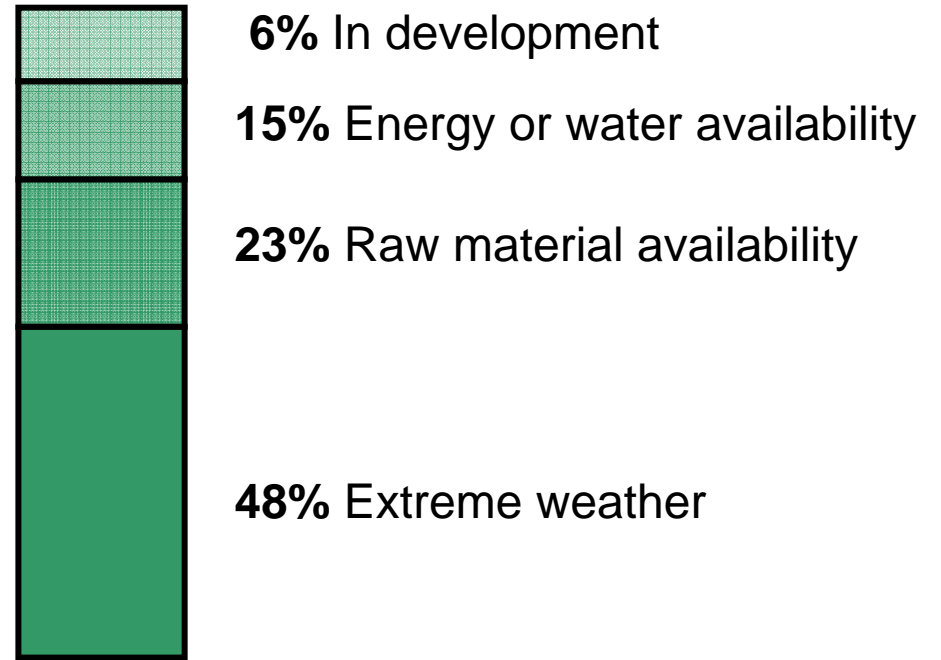 6% In development
15% Energy or water availability
23% Raw material availability
48% Extreme weather